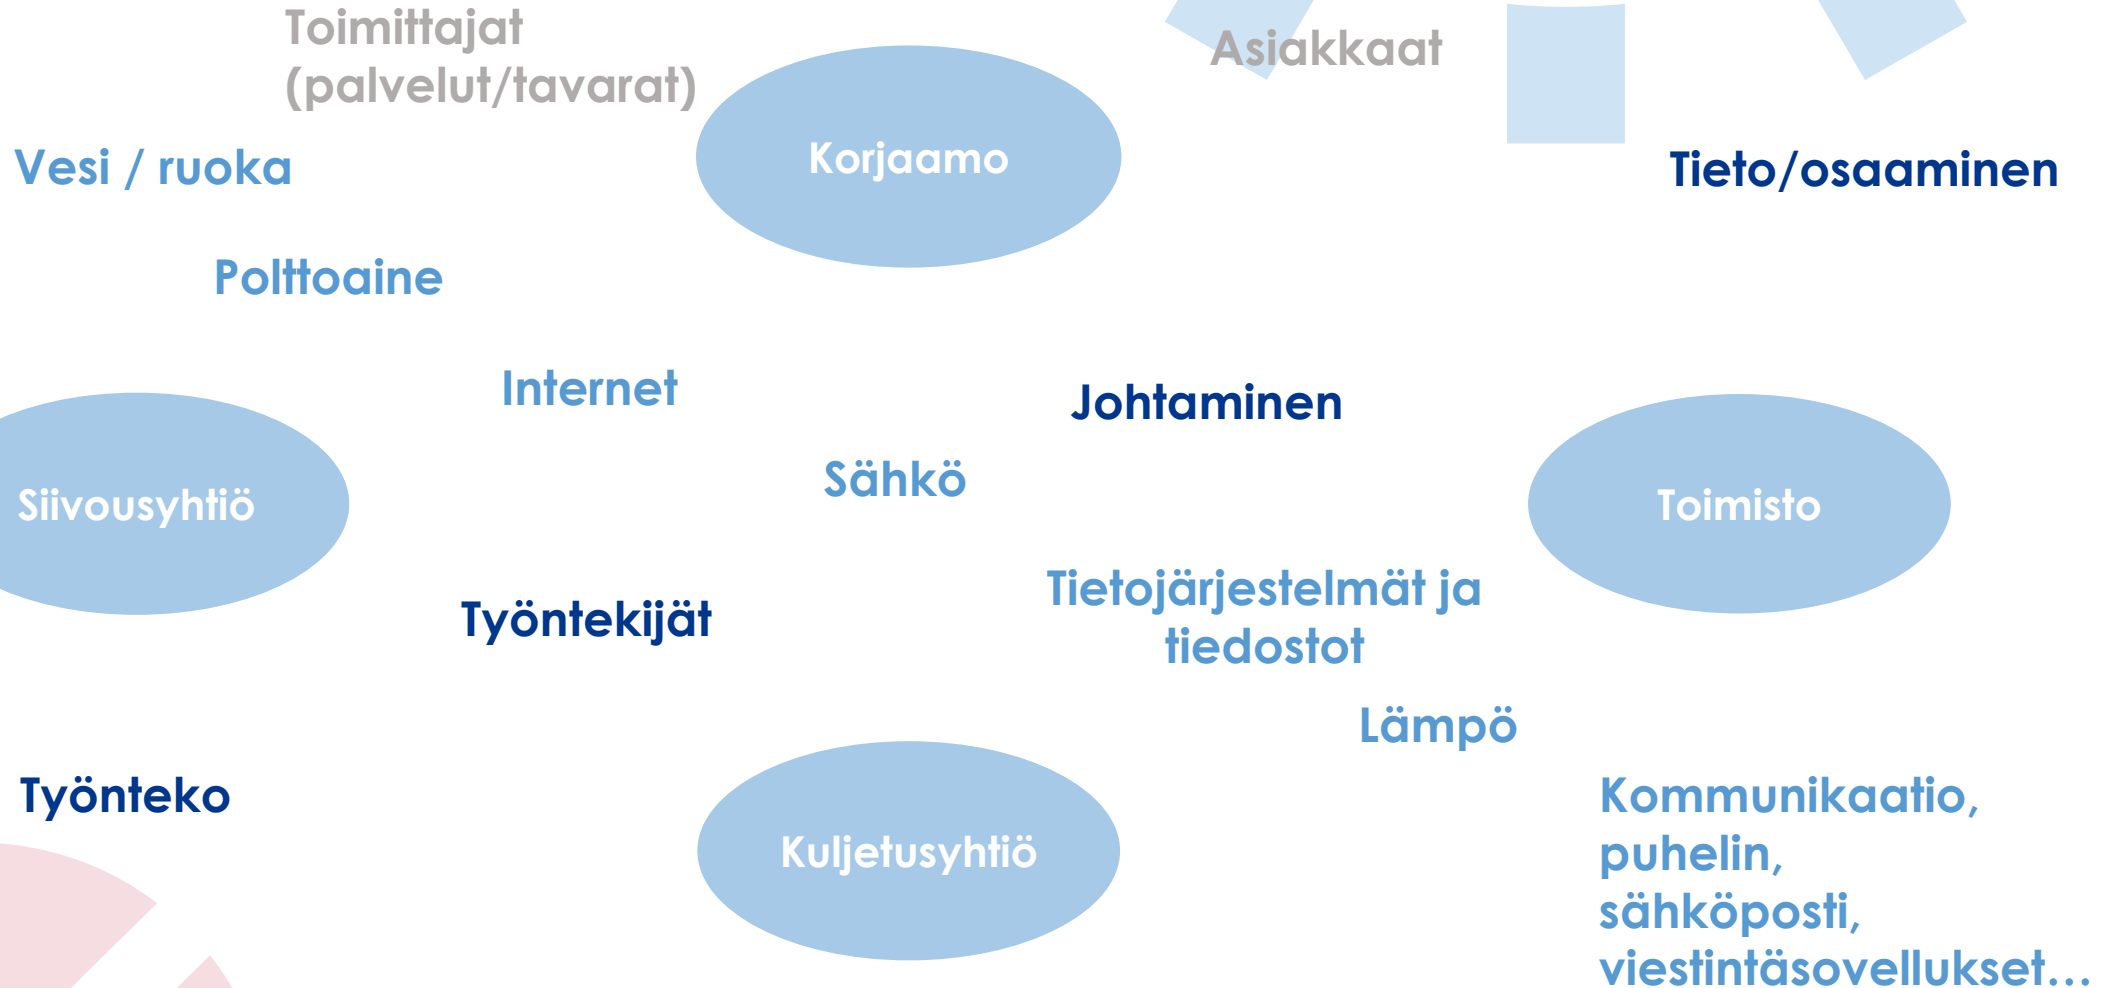 Toimittajat
(palvelut/tavarat)
Asiakkaat
Korjaamo
Vesi / ruoka
Tieto/osaaminen
Polttoaine
Internet
Johtaminen
Sähkö
Siivousyhtiö
Toimisto
Työntekijät
Tietojärjestelmät ja
tiedostot
Lämpö
Työnteko
Kuljetusyhtiö
Kommunikaatio,
puhelin,
sähköposti,
viestintäsovellukset…